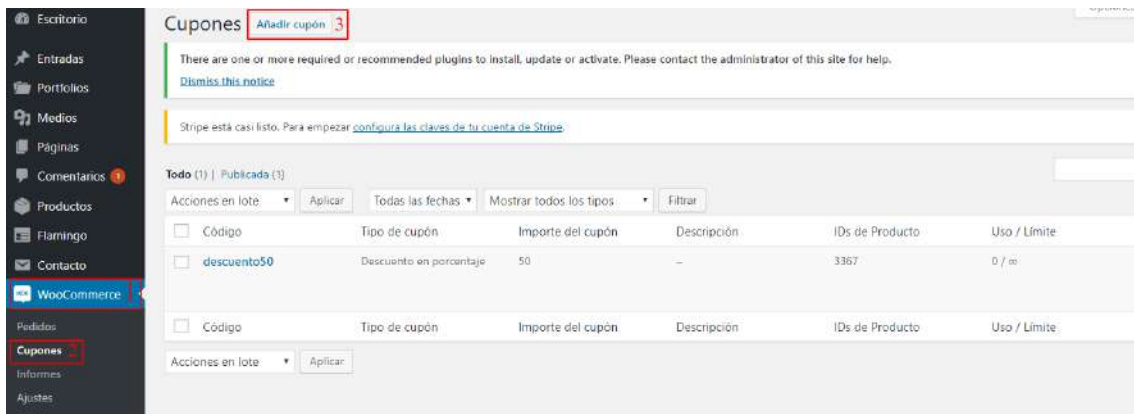 Escritorio
Entradas
Portfolios
Medios
Páginas
Comentarios 1
Productos
Flamingo
Contacto
WooCommerce
Pedidos
Cupones 2
Informes
Ajustes
Cupones Añadir cupón 3
There are one or more required or recommended plugins to install, update or activate. Please contact the administrator of this site for help.
Dismiss this notice
Stripe está casi listo. Para empezar configura las claves de tu cuenta de Stripe.
Todo (1) | Publicada (1)
Acciones en lote Aplicar Todas las fechas Mostrar todos los tipos Filtrar
Código Tipo de cupón Importe del cupón Descripción IDs de Producto Uso / Límite
descuento50 Descuento en porcentaje 50 – 3367 0 / ∞
Código Tipo de cupón Importe del cupón Descripción IDs de Producto Uso / Límite
Acciones en lote Aplicar